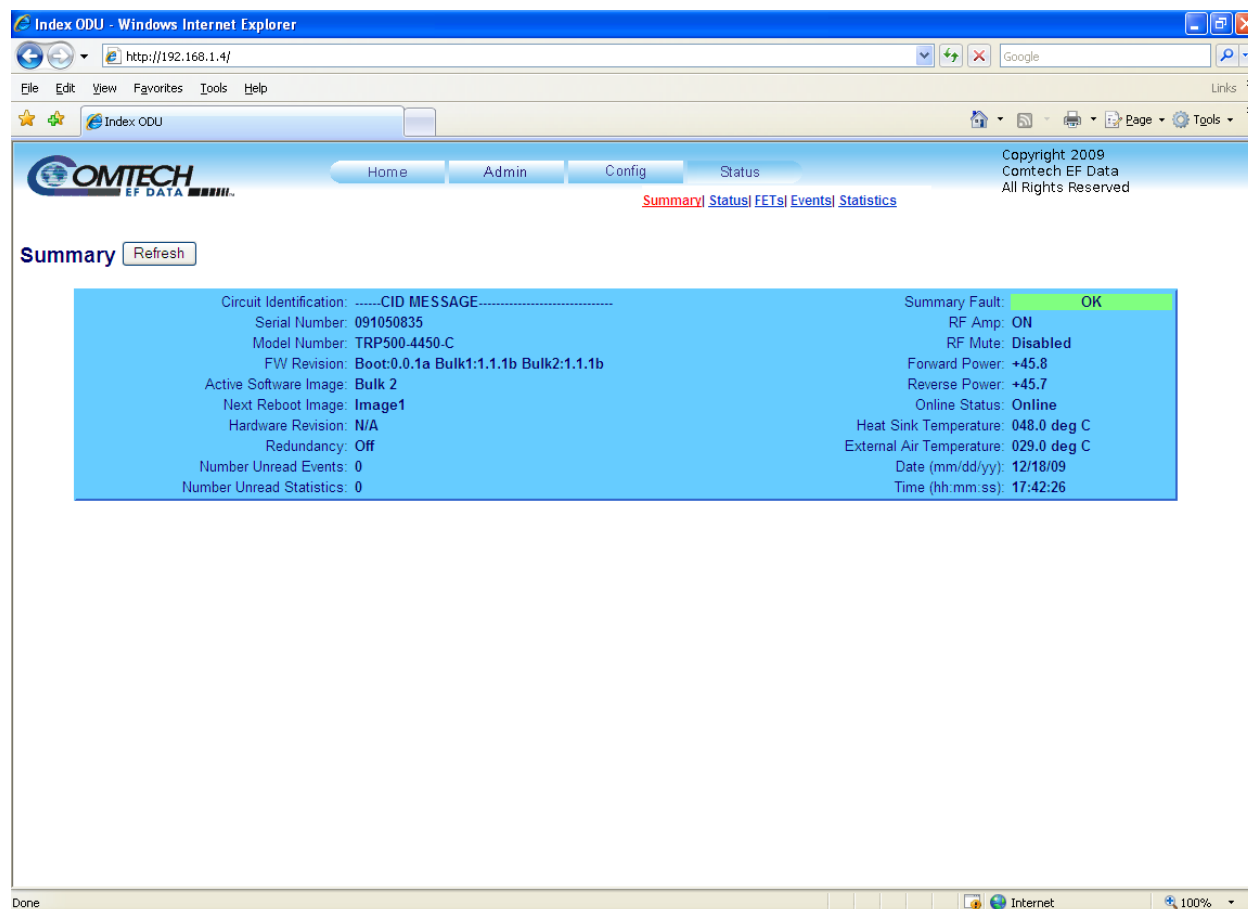 Index ODU - Windows Internet Explorer
http://192.168.1.4/
Google
File Edit View Favorites Tools Help
Links
Index ODU
Page Tools
COMTECH
EF DATA
Home Admin Config Status
Copyright 2009
Comtech EF Data
All Rights Reserved
Summary| Status| FETs| Events| Statistics
Summary Refresh
Circuit Identification: ------CID MESSAGE-------------------------------
Serial Number: 091050835
Model Number: TRP500-4450-C
FW Revision: Boot:0.0.1a Bulk1:1.1.1b Bulk2:1.1.1b
Active Software Image: Bulk 2
Next Reboot Image: Image1
Hardware Revision: N/A
Redundancy: Off
Number Unread Events: 0
Number Unread Statistics: 0
Summary Fault: OK
RF Amp: ON
RF Mute: Disabled
Forward Power: +45.8
Reverse Power: +45.7
Online Status: Online
Heat Sink Temperature: 048.0 deg C
External Air Temperature: 029.0 deg C
Date (mm/dd/yy): 12/18/09
Time (hh:mm:ss): 17:42:26
Done
Internet
100%